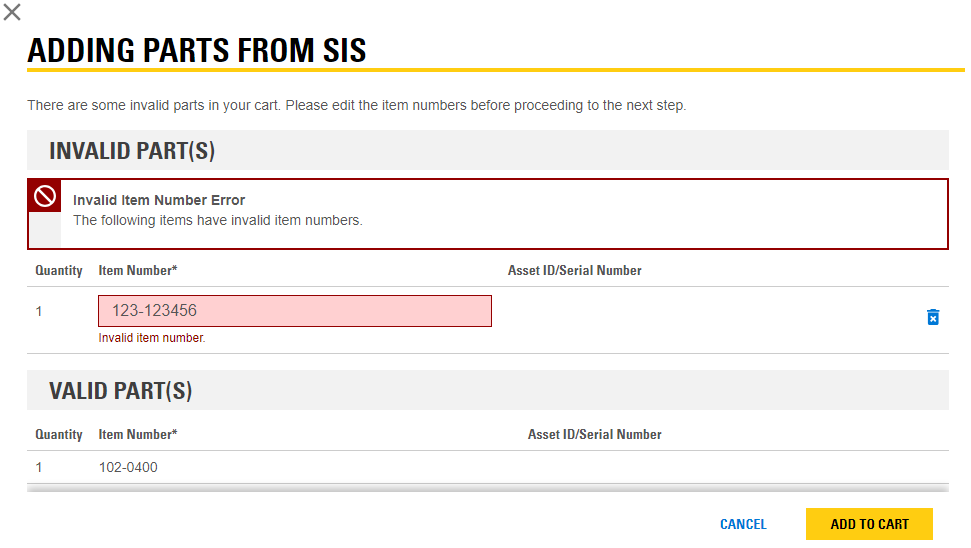 ADDING PARTS FROM SIS
There are some invalid parts in your cart. Please edit the item numbers before proceeding to the next step.
INVALID PART(S)
Invalid Item Number Error
The following items have invalid item numbers.
Quantity Item Number* Asset ID/Serial Number
1 123-123456
Invalid item number.
VALID PART(S)
Quantity Item Number* Asset ID/Serial Number
1 102-0400
CANCEL ADD TO CART